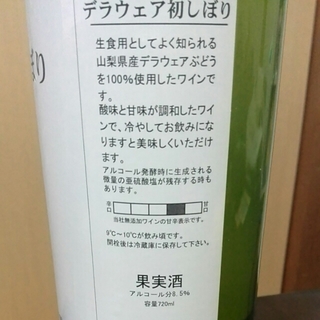 デラウェア初しぼり
生食用としてよく知られる
山梨県産デラウェアぶどう
を100%使用したワインで
す。
酸味と甘味が調和したワイ
ンで、冷やしてお飲みにな
りますと美味しくいただけ
ます。
アルコール発酵時に生成される
微量の亜硫酸塩が残存する時も
あります。
辛口 甘口
当社無添加ワインの甘辛表示です。
9℃~10℃が飲み頃です。
開栓後は冷蔵庫に保存して下さい。
果実酒
アルコール分8.5%
容量720ml
り